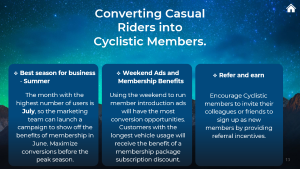 Converting Casual
Riders into
Cyclistic Members.
❖ Best season for business
- Summer
The month with the
highest number of users is
July, so the marketing
team can launch a
campaign to show off the
benefits of membership in
June. Maximize
conversions before the
peak season.
❖ Weekend Ads and
Membership Benefits
Using the weekend to run
member introduction ads
will have the most
conversion opportunities.
Customers with the
longest vehicle usage will
receive the benefit of a
membership package
subscription discount.
❖ Refer and earn
Encourage Cyclistic
members to invite their
colleagues or friends to
sign up as new
members by providing
referral incentives.